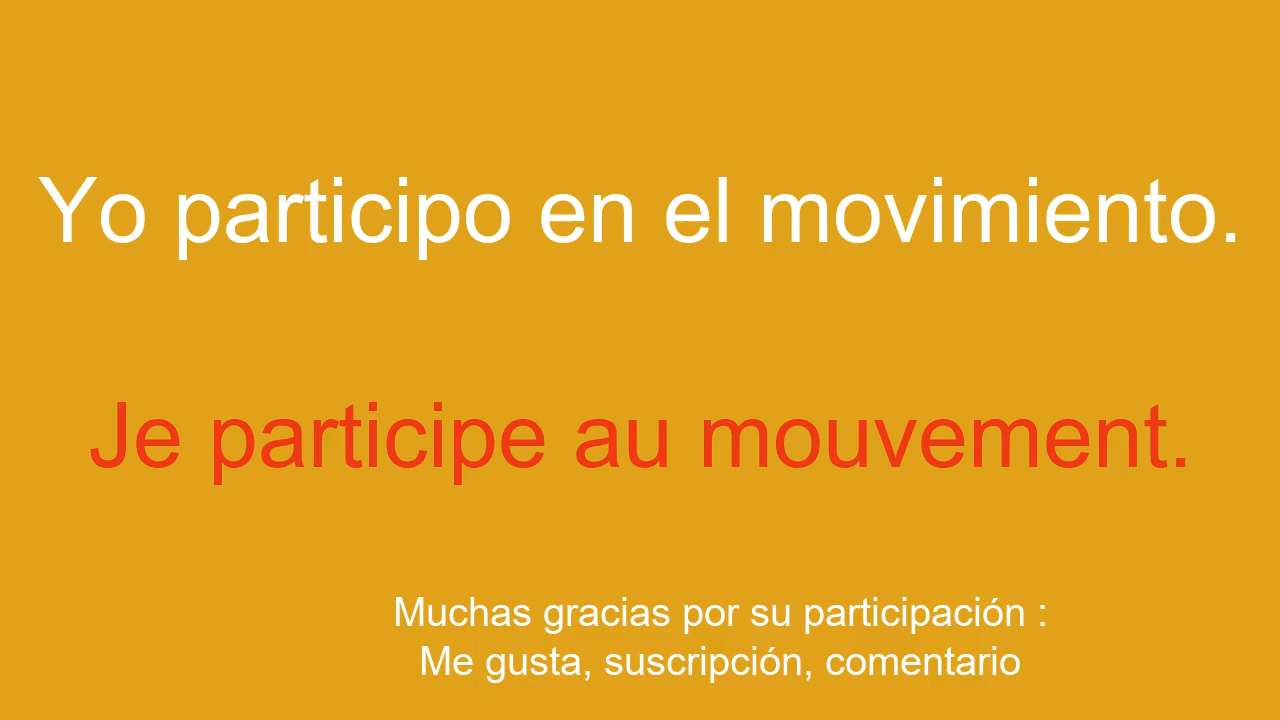 Yo participo en el movimiento.
Je participe au mouvement.
Muchas gracias por su participación :
Me gusta, suscripción, comentario